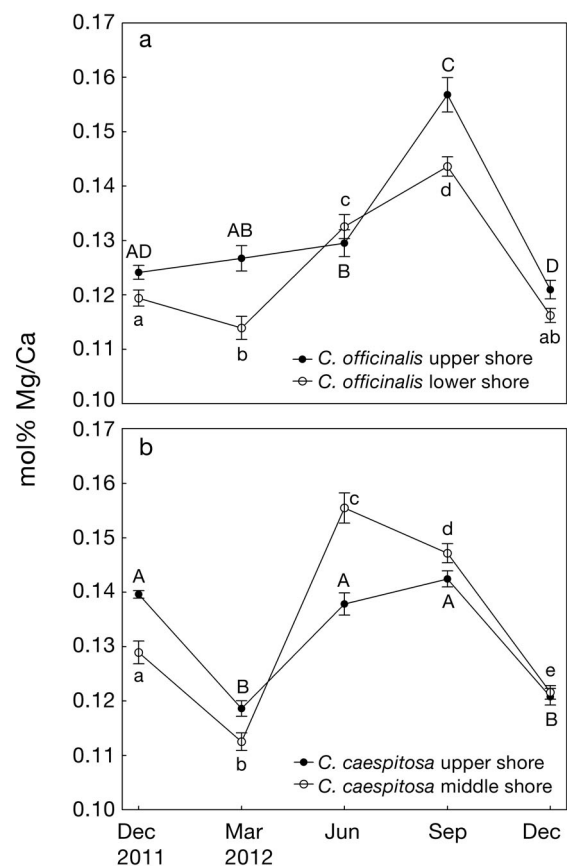 mol% Mg/Ca
0.17
0.16
0.15
0.14
0.13
0.12
0.11
0.10
a
AD
AB
B
C
D
a
b
c
d
ab
C. officinalis upper shore
C. officinalis lower shore
0.17
0.16
0.15
0.14
0.13
0.12
0.11
0.10
b
A
B
A
A
B
a
b
c
d
e
C. caespitosa upper shore
C. caespitosa middle shore
Dec Mar Jun Sep Dec
2011 2012